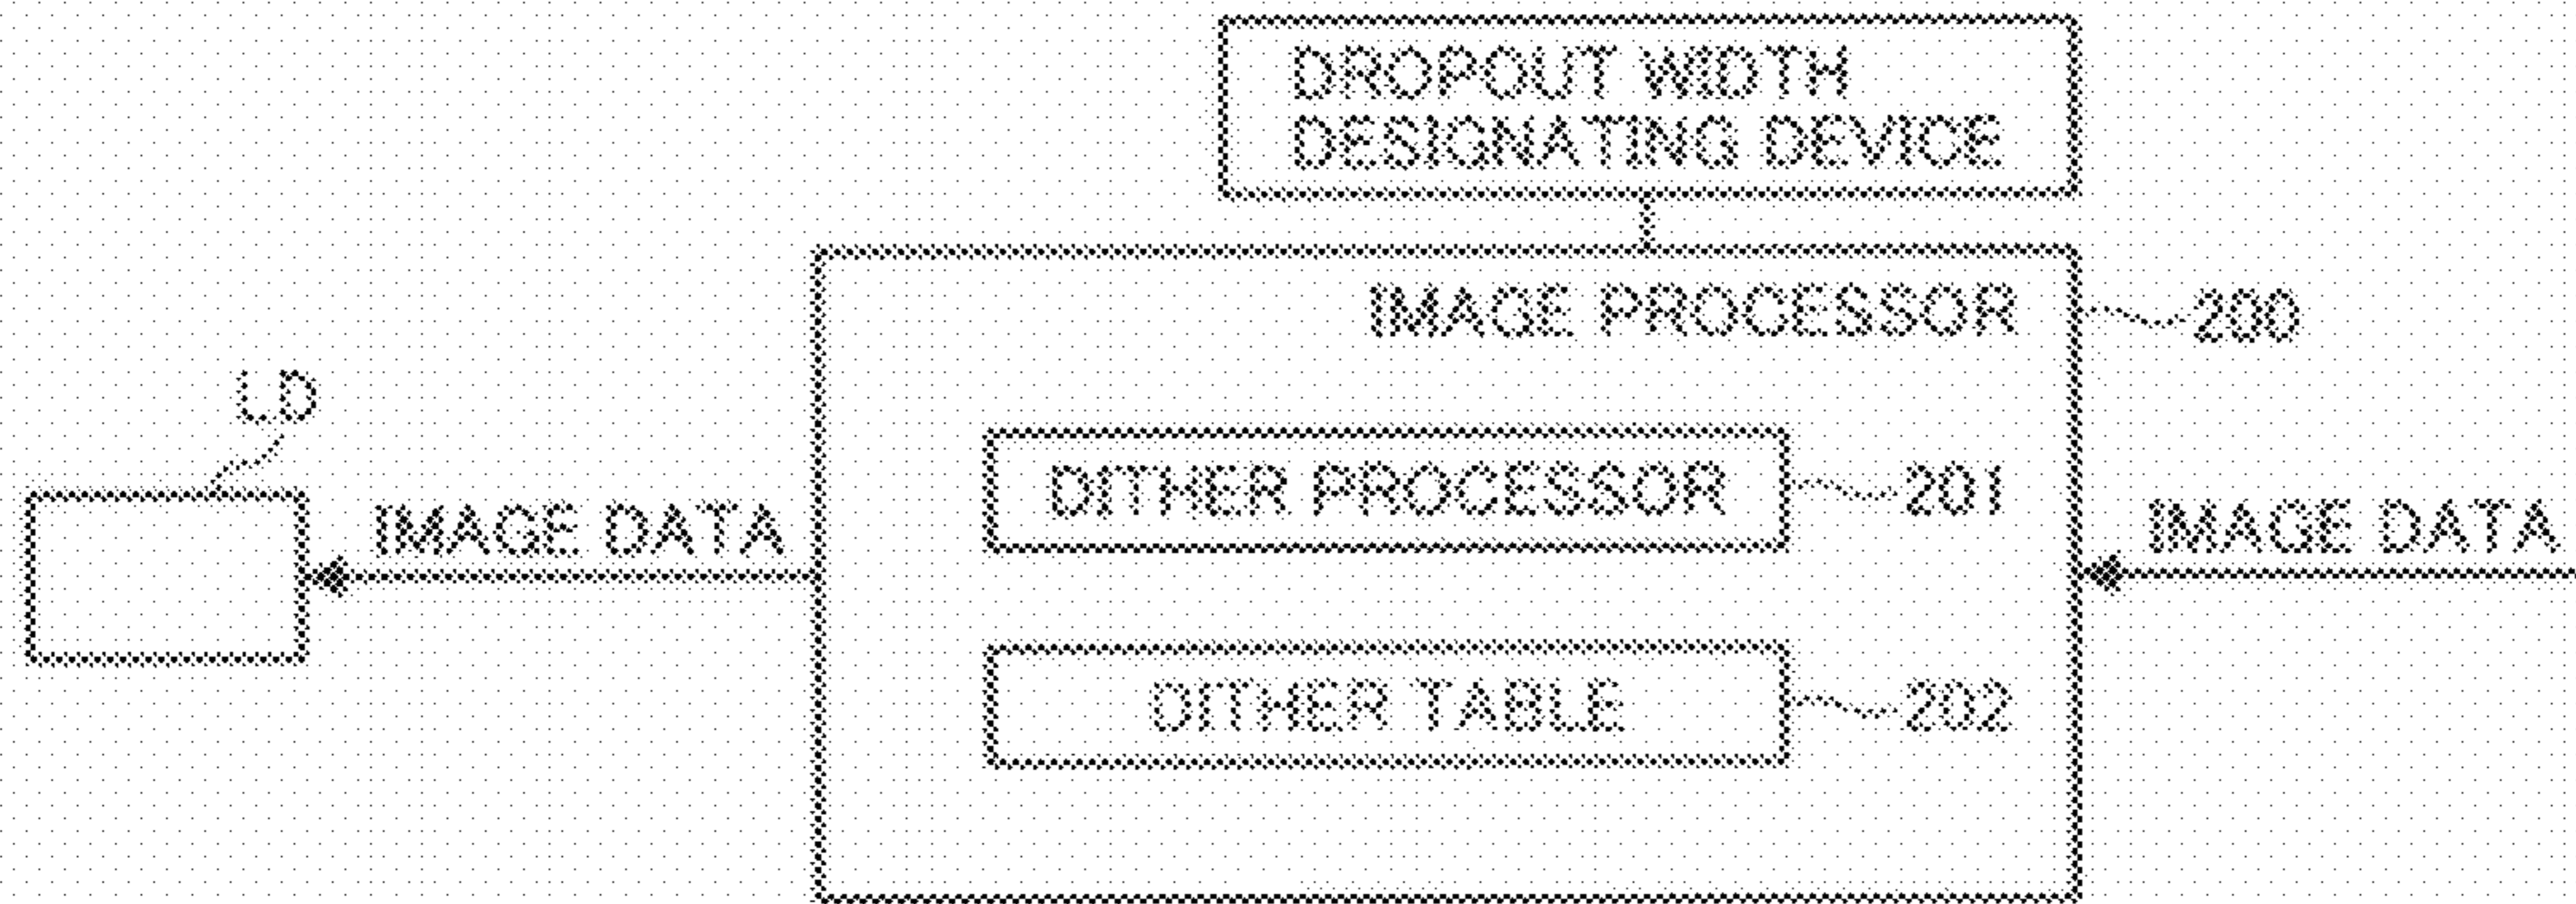 DROPOUT WIDTH
DESIGNATING DEVICE
IMAGE PROCESSOR
200
LD
DITHER PROCESSOR
201
IMAGE DATA
IMAGE DATA
DITHER TABLE
202